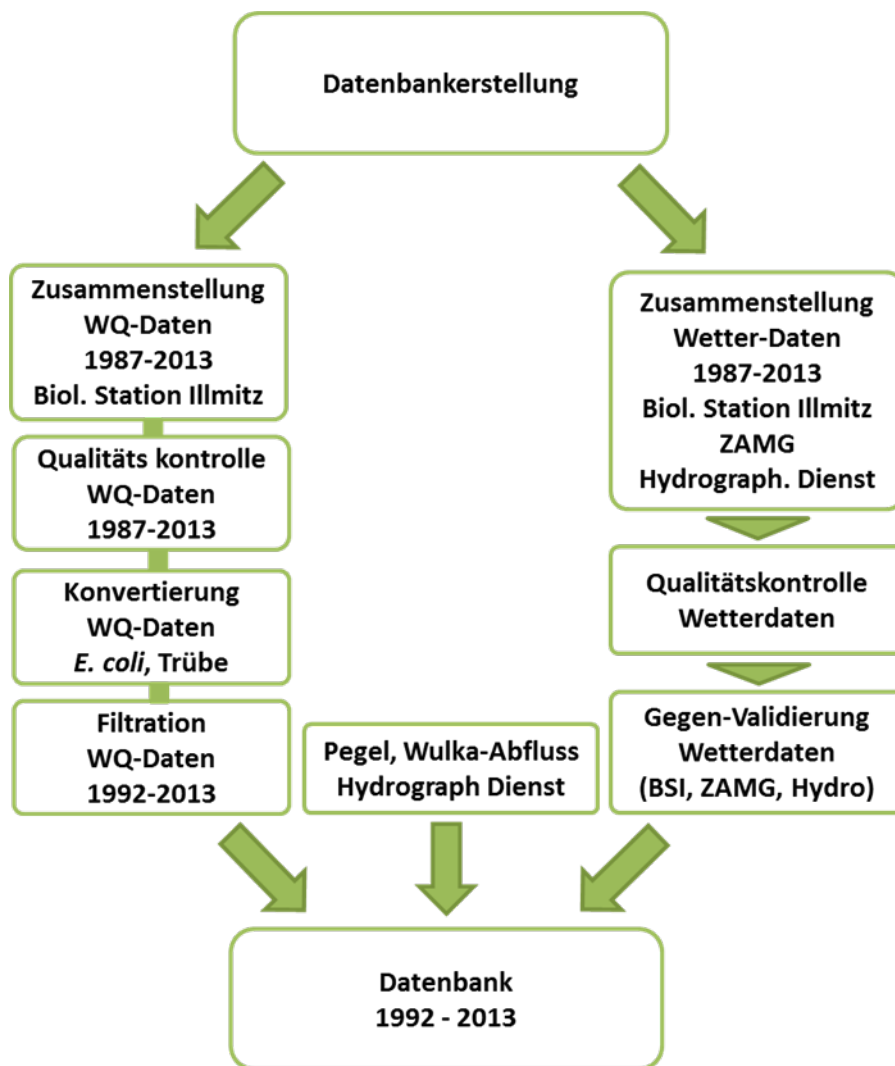 Datenbankerstellung
Zusammenstellung
WQ-Daten
1987-2013
Biol. Station Illmitz
Qualitäts kontrolle
WQ-Daten
1987-2013
Konvertierung
WQ-Daten
E. coli, Trübe
Filtration
WQ-Daten
1992-2013
Pegel, Wulka-Abfluss
Hydrograph Dienst
Zusammenstellung
Wetter-Daten
1987-2013
Biol. Station Illmitz
ZAMG
Hydrograph. Dienst
Qualitätskontrolle
Wetterdaten
Gegen-Validierung
Wetterdaten
(BSI, ZAMG, Hydro)
Datenbank
1992 - 2013